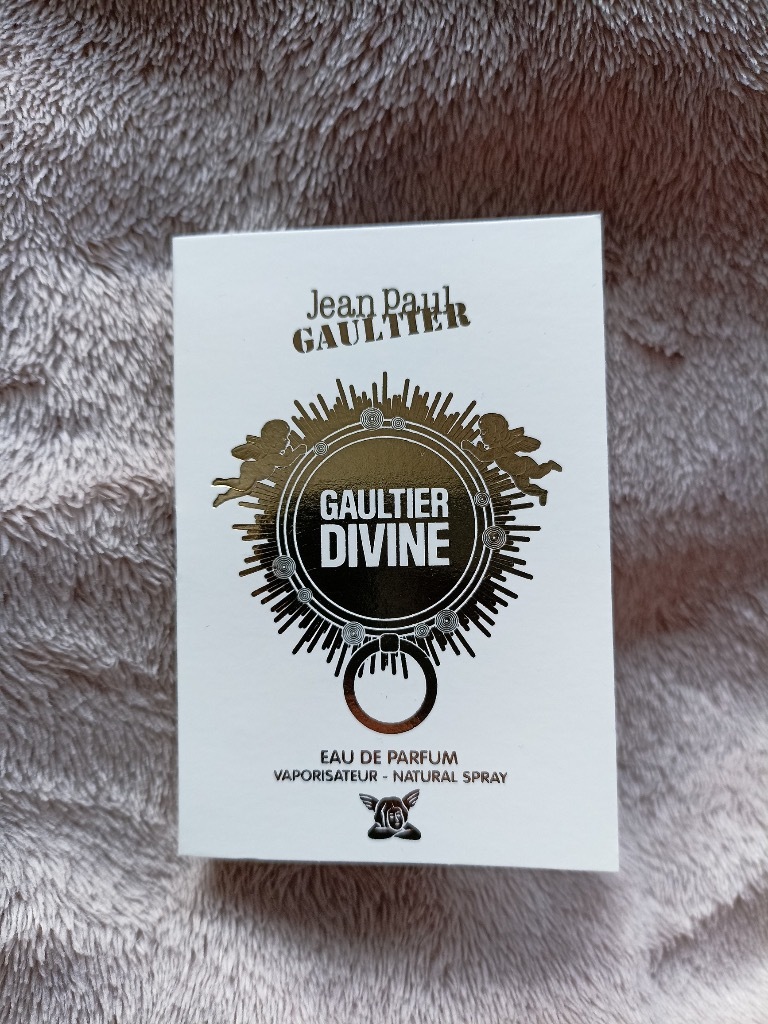 Jean Paul
GAULTIER
GAULTIER
DIVINE
EAU DE PARFUM
VAPORISATEUR - NATURAL SPRAY